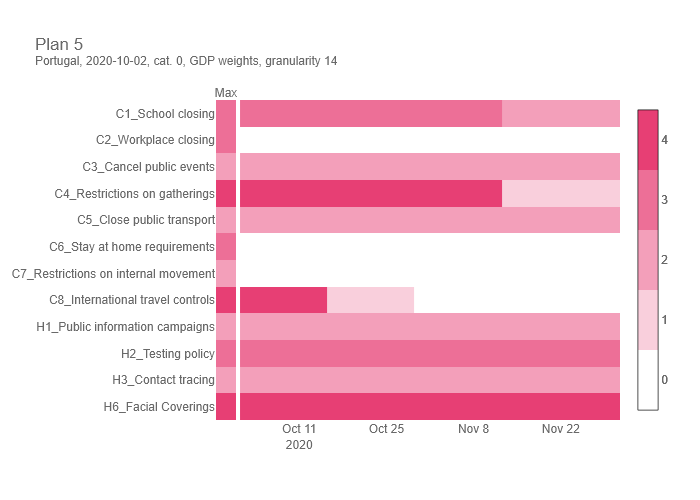 Plan 5
Portugal, 2020-10-02, cat. 0, GDP weights, granularity 14
Max
C1_School closing
C2_Workplace closing
C3_Cancel public events
C4_Restrictions on gatherings
C5_Close public transport
C6_Stay at home requirements
C7_Restrictions on internal movement
C8_International travel controls
H1_Public information campaigns
H2_Testing policy
H3_Contact tracing
H6_Facial Coverings
Oct 11 Oct 25 Nov 8 Nov 22
2020
4
3
2
1
0